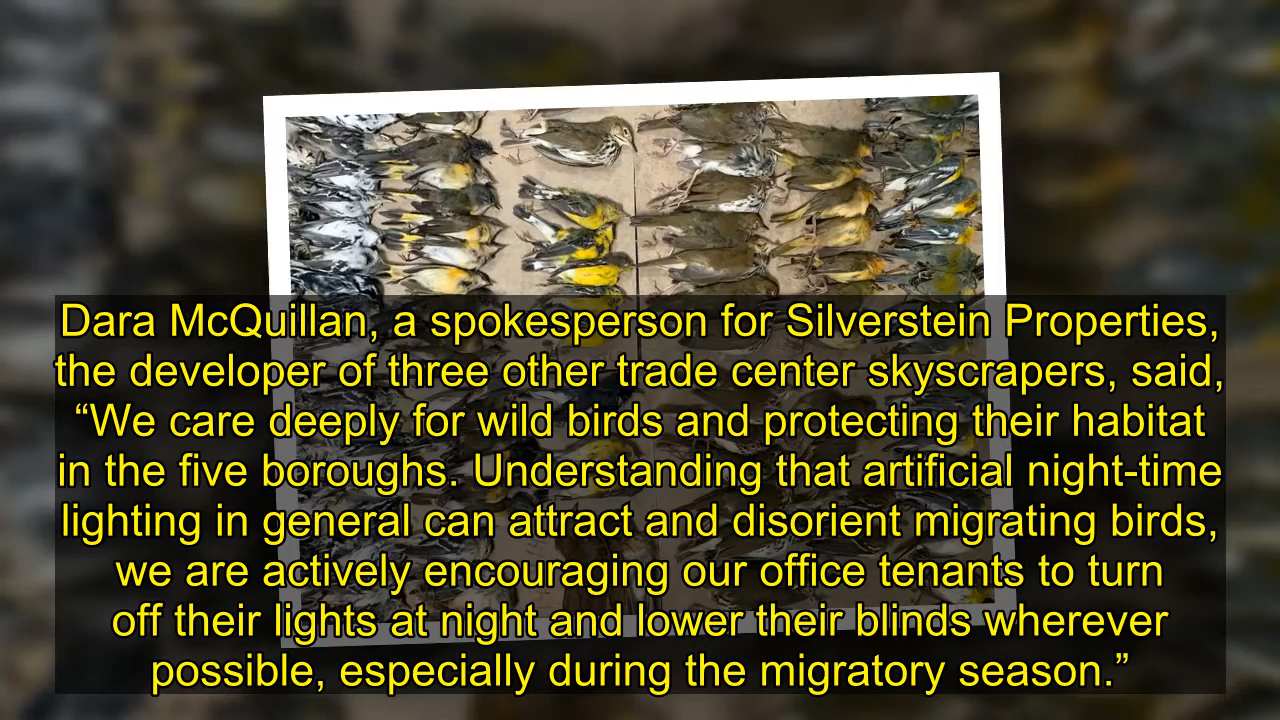 Dara McQuillan, a spokesperson for Silverstein Properties,
the developer of three other trade center skyscrapers, said,
“We care deeply for wild birds and protecting their habitat
in the five boroughs. Understanding that artificial night-time
lighting in general can attract and disorient migrating birds,
we are actively encouraging our office tenants to turn
off their lights at night and lower their blinds wherever
possible, especially during the migratory season.”